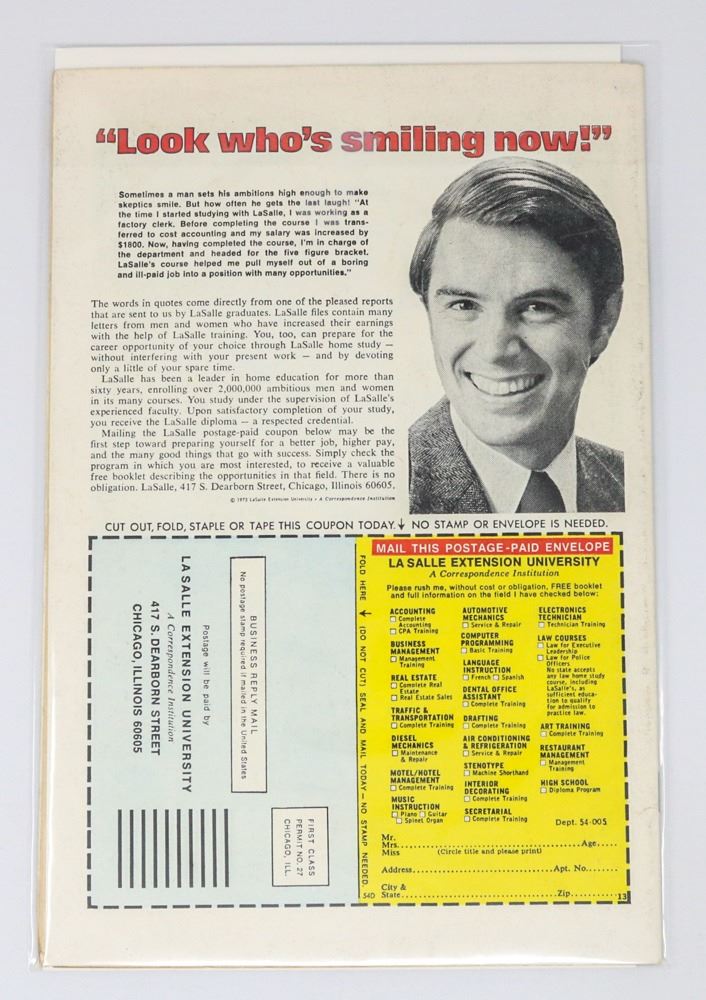 “Look who's smiling now!”
Sometimes a man sets his ambitions high enough to make
skeptics smile. But how often he gets the last laugh! “At
the time I started studying with LaSalle, I was working as a
factory clerk. Before completing the course I was trans-
ferred to cost accounting and my salary was increased by
$1800. Now, having completed the course, I'm in charge of
the department and headed for the five figure bracket.
LaSalle's course helped me pull myself out of a boring
and ill-paid job into a position with many opportunities.”
The words in quotes come directly from one of the pleased reports
that are sent to us by LaSalle graduates. LaSalle files contain many
letters from men and women who have increased their earnings
with the help of LaSalle training. You, too, can prepare for the
career opportunity of your choice through LaSalle home study —
without interfering with your present work — and by devoting
only a little of your spare time.
LaSalle has been a leader in home education for more than
sixty years, enrolling over 2,000,000 ambitious men and women
in its many courses. You study under the supervision of LaSalle's
experienced faculty. Upon satisfactory completion of your study,
you receive the LaSalle diploma — a respected credential.
Mailing the LaSalle postage-paid coupon below may be the
first step toward preparing yourself for a better job, higher pay,
and the many good things that go with success. Simply check the
program in which you are most interested, to receive a valuable
free booklet describing the opportunities in that field. There is no
obligation. LaSalle, 417 S. Dearborn Street, Chicago, Illinois 60605.
© 1973 LaSalle Extension University • A Correspondence Institution
CUT OUT, FOLD, STAPLE OR TAPE THIS COUPON TODAY. NO STAMP OR ENVELOPE IS NEEDED.
FIRST CLASS
PERMIT NO. 27
CHICAGO, ILL.
BUSINESS REPLY MAIL
No postage stamp required if mailed in the United States
Postage will be paid by
LA SALLE EXTENSION UNIVERSITY
A Correspondence Institution
417 S. DEARBORN STREET
CHICAGO, ILLINOIS 60605
FOLD HERE (DO NOT CUT) SEAL AND MAIL TODAY — NO STAMP NEEDED.
MAIL THIS POSTAGE-PAID ENVELOPE
LA SALLE EXTENSION UNIVERSITY
A Correspondence Institution
Please rush me, without cost or obligation, FREE booklet
and full information on the field I have checked below:
ACCOUNTING
Complete
Accounting
CPA Training
BUSINESS
MANAGEMENT
Management
Training
REAL ESTATE
Complete Real
Estate
Real Estate Sales
TRAFFIC &
TRANSPORTATION
Complete Training
DIESEL
MECHANICS
Maintenance
& Repair
MOTEL/HOTEL
MANAGEMENT
Complete Training
MUSIC
INSTRUCTION
Piano Guitar
Spinet Organ
AUTOMOTIVE
MECHANICS
Service & Repair
COMPUTER
PROGRAMMING
Basic Training
LANGUAGE
INSTRUCTION
French Spanish
DENTAL OFFICE
ASSISTANT
Complete Training
DRAFTING
Complete Training
AIR CONDITIONING
& REFRIGERATION
Service & Repair
STENOTYPE
Machine Shorthand
INTERIOR
DECORATING
Complete Training
SECRETARIAL
Complete Training
ELECTRONICS
TECHNICIAN
Technician Training
LAW COURSES
Law for Executive
Leadership
Law for Police
Officers
No state accepts
any law home study
course, including
LaSalle's, as
sufficient educa-
tion to qualify
for admission to
practice law.
ART TRAINING
Complete Training
RESTAURANT
MANAGEMENT
Management
Training
HIGH SCHOOL
Diploma Program
Dept. 54-005
Mr.
Mrs. Age
Miss (Circle title and please print)
Address Apt. No.
City &
State Zip
54D
13